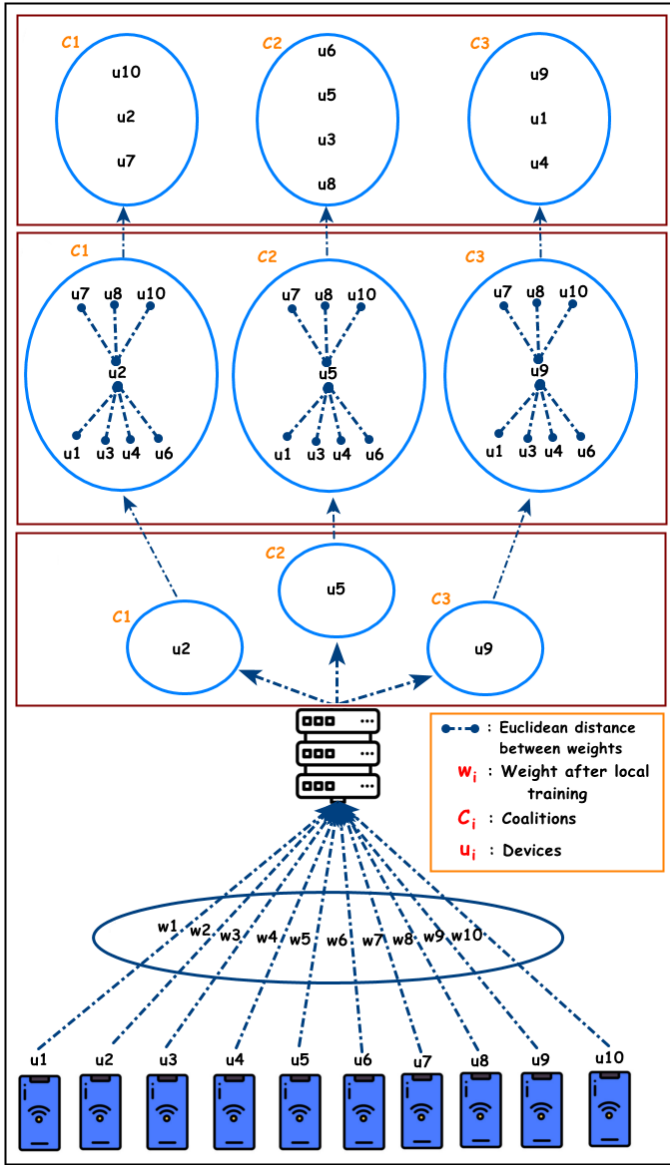 C1 C2 C3
u10 u6 u9
u2 u5 u1
u7 u3 u4
u8
C1 C2 C3
u7 u8 u10 u7 u8 u10 u7 u8 u10
u2 u5 u9
u1 u3 u4 u6 u1 u3 u4 u6 u1 u3 u4 u6
C2
u5
C1 C3
u2 u9
: Euclidean distance
between weights
wi : Weight after local
training
Ci : Coalitions
ui : Devices
w1 w2 w3 w4 w5 w6 w7 w8 w9 w10
u1 u2 u3 u4 u5 u6 u7 u8 u9 u10